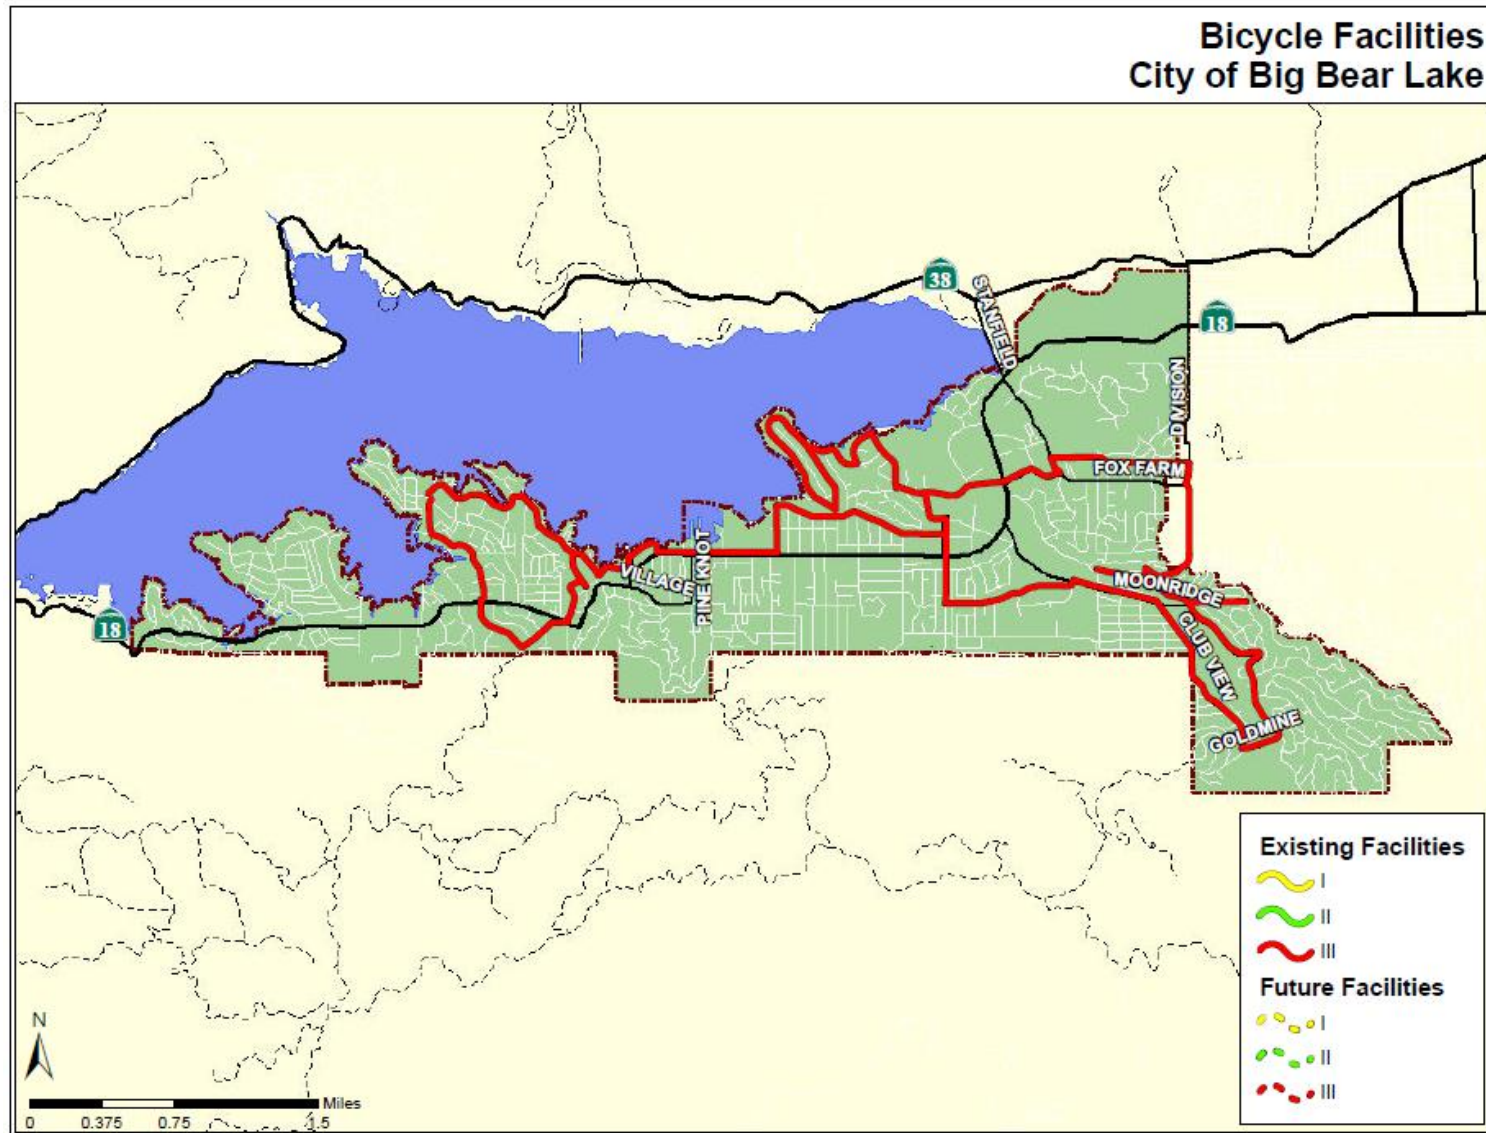 Bicycle Facilities
City of Big Bear Lake
38
STANFIELD
18
DIVISION
FOX FARM
MOONRIDGE
VILLAGE
PINE KNOT
18
CLUB VIEW
GOLDMINE
Existing Facilities
I
II
III
Future Facilities
I
II
III
N
Miles
0 0.375 0.75 1.5